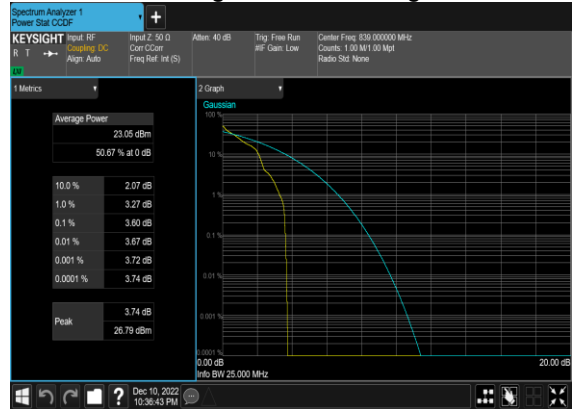 Spectrum Analyzer 1
Power Stat CCDF
KEYSIGHT
R T
LXI
Input: RF
Coupling: DC
Align: Auto
Input Z: 50 Ω
Corr CCorr
Freq Ref: Int (S)
Atten: 40 dB
Trig: Free Run
#IF Gain: Low
Center Freq: 839.000000 MHz
Counts: 1.00 M/1.00 Mpt
Radio Std: None
1 Metrics
Average Power
23.05 dBm
50.67 % at 0 dB
10.0 % 2.07 dB
1.0 % 3.27 dB
0.1 % 3.60 dB
0.01 % 3.67 dB
0.001 % 3.72 dB
0.0001 % 3.74 dB
Peak
3.74 dB
26.79 dBm
2 Graph
Gaussian
100 %
10 %
1 %
0.1 %
0.01 %
0.001 %
0.0001 %
0.00 dB 20.00 dB
Info BW 25.000 MHz
? Dec 10, 2022
10:36:43 PM